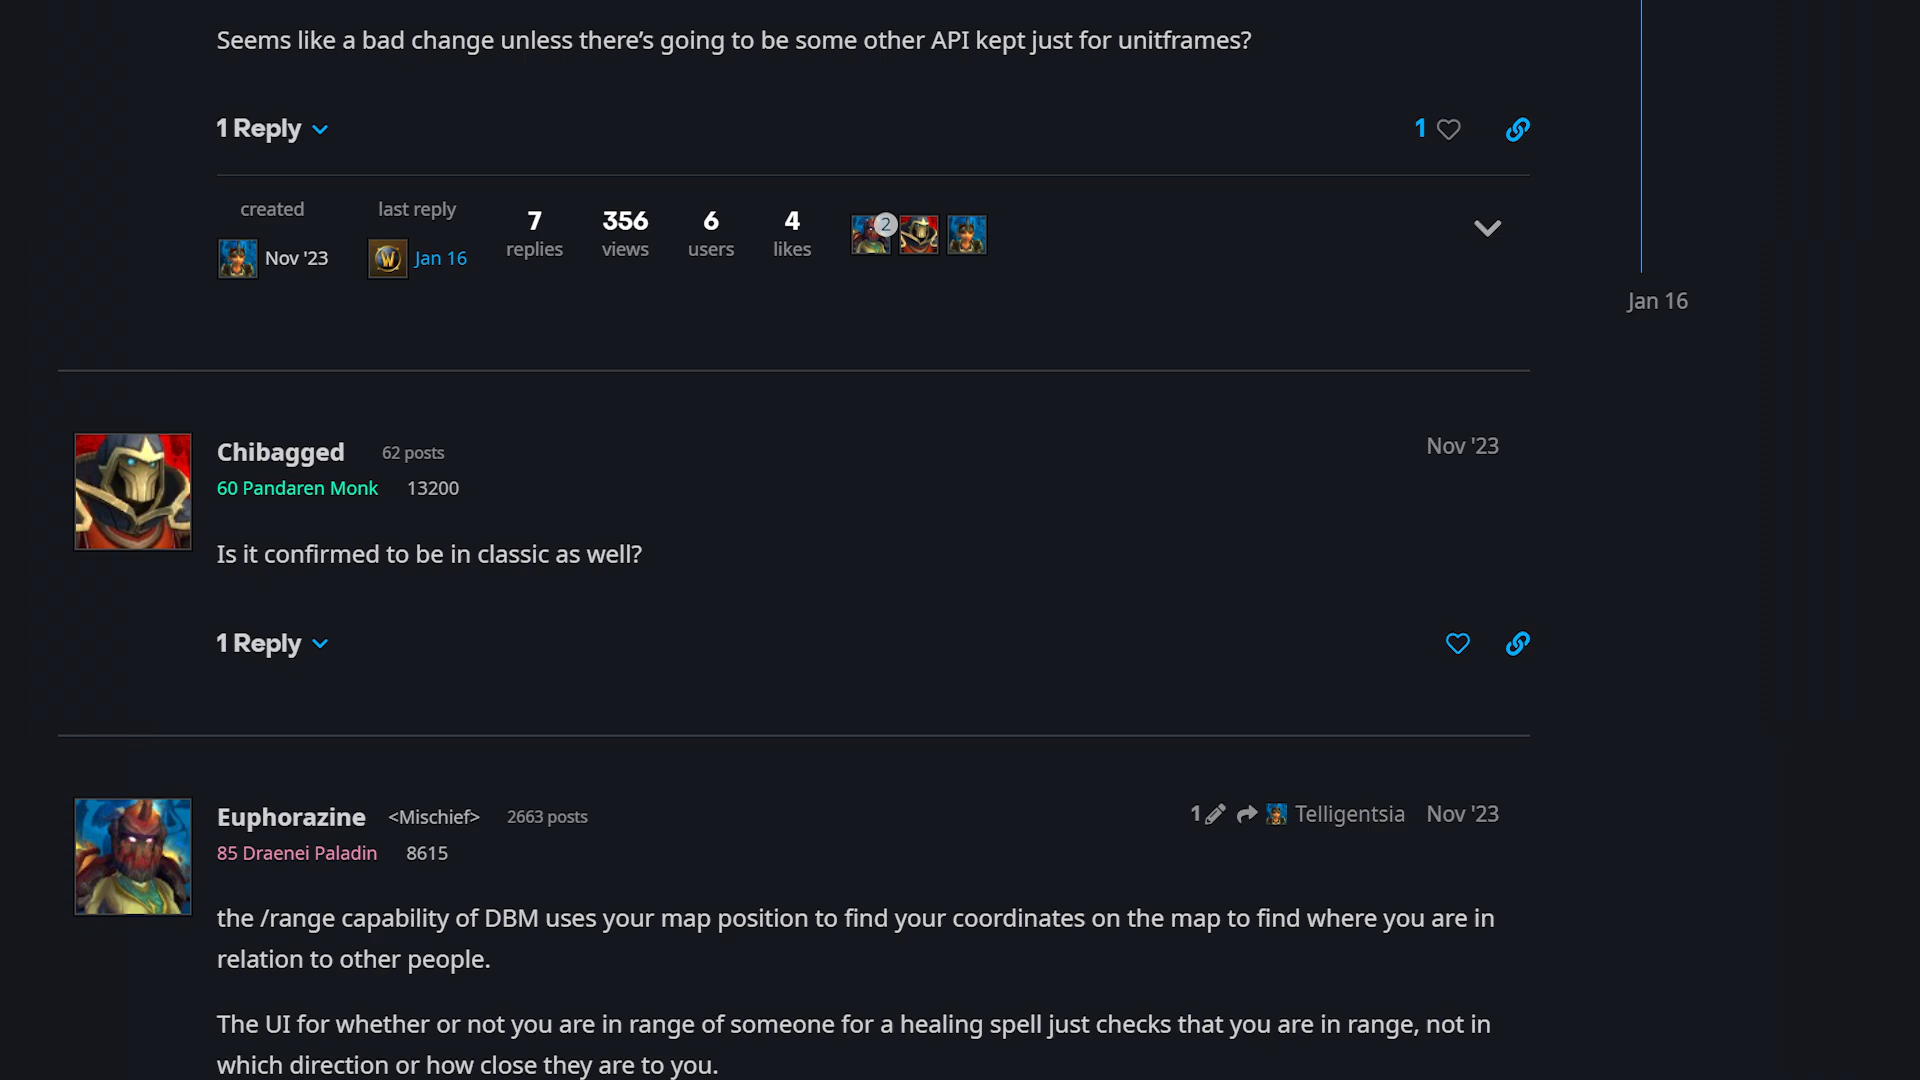 Seems like a bad change unless there’s going to be some other API kept just for unitframes?
1 Reply
1
created
last reply
7
356
6
4
2
replies
views
users
likes
Nov '23
Jan 16
Jan 16
Chibagged 62 posts
Nov '23
60 Pandaren Monk 13200
Is it confirmed to be in classic as well?
1 Reply
Euphorazine <Mischief> 2663 posts
1 Telligentsia Nov '23
85 Draenei Paladin 8615
the /range capability of DBM uses your map position to find your coordinates on the map to find where you are in
relation to other people.
The UI for whether or not you are in range of someone for a healing spell just checks that you are in range, not in
which direction or how close they are to you.